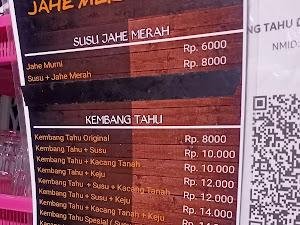 JAHE ME
SUSU JAHE MERAH
Jahe Murni Rp. 6000
Susu + Jahe Merah Rp. 8000
KEMBANG TAHU
Kembang Tahu Original Rp. 8000
Kembang Tahu + Susu Rp. 10.000
Kembang Tahu + Kacang Tanah Rp. 10.000
Kembang Tahu + Keju Rp. 12.000
Kembang Tahu + Susu + Kacang Tanah Rp. 12.000
Kembang Tahu + Susu + Keju Rp. 14.000
Kembang Tahu + Kacang Tanah + Keju Rp. 14.000
Kembang Tahu Spesial / Susu
NG TAHU
NMID